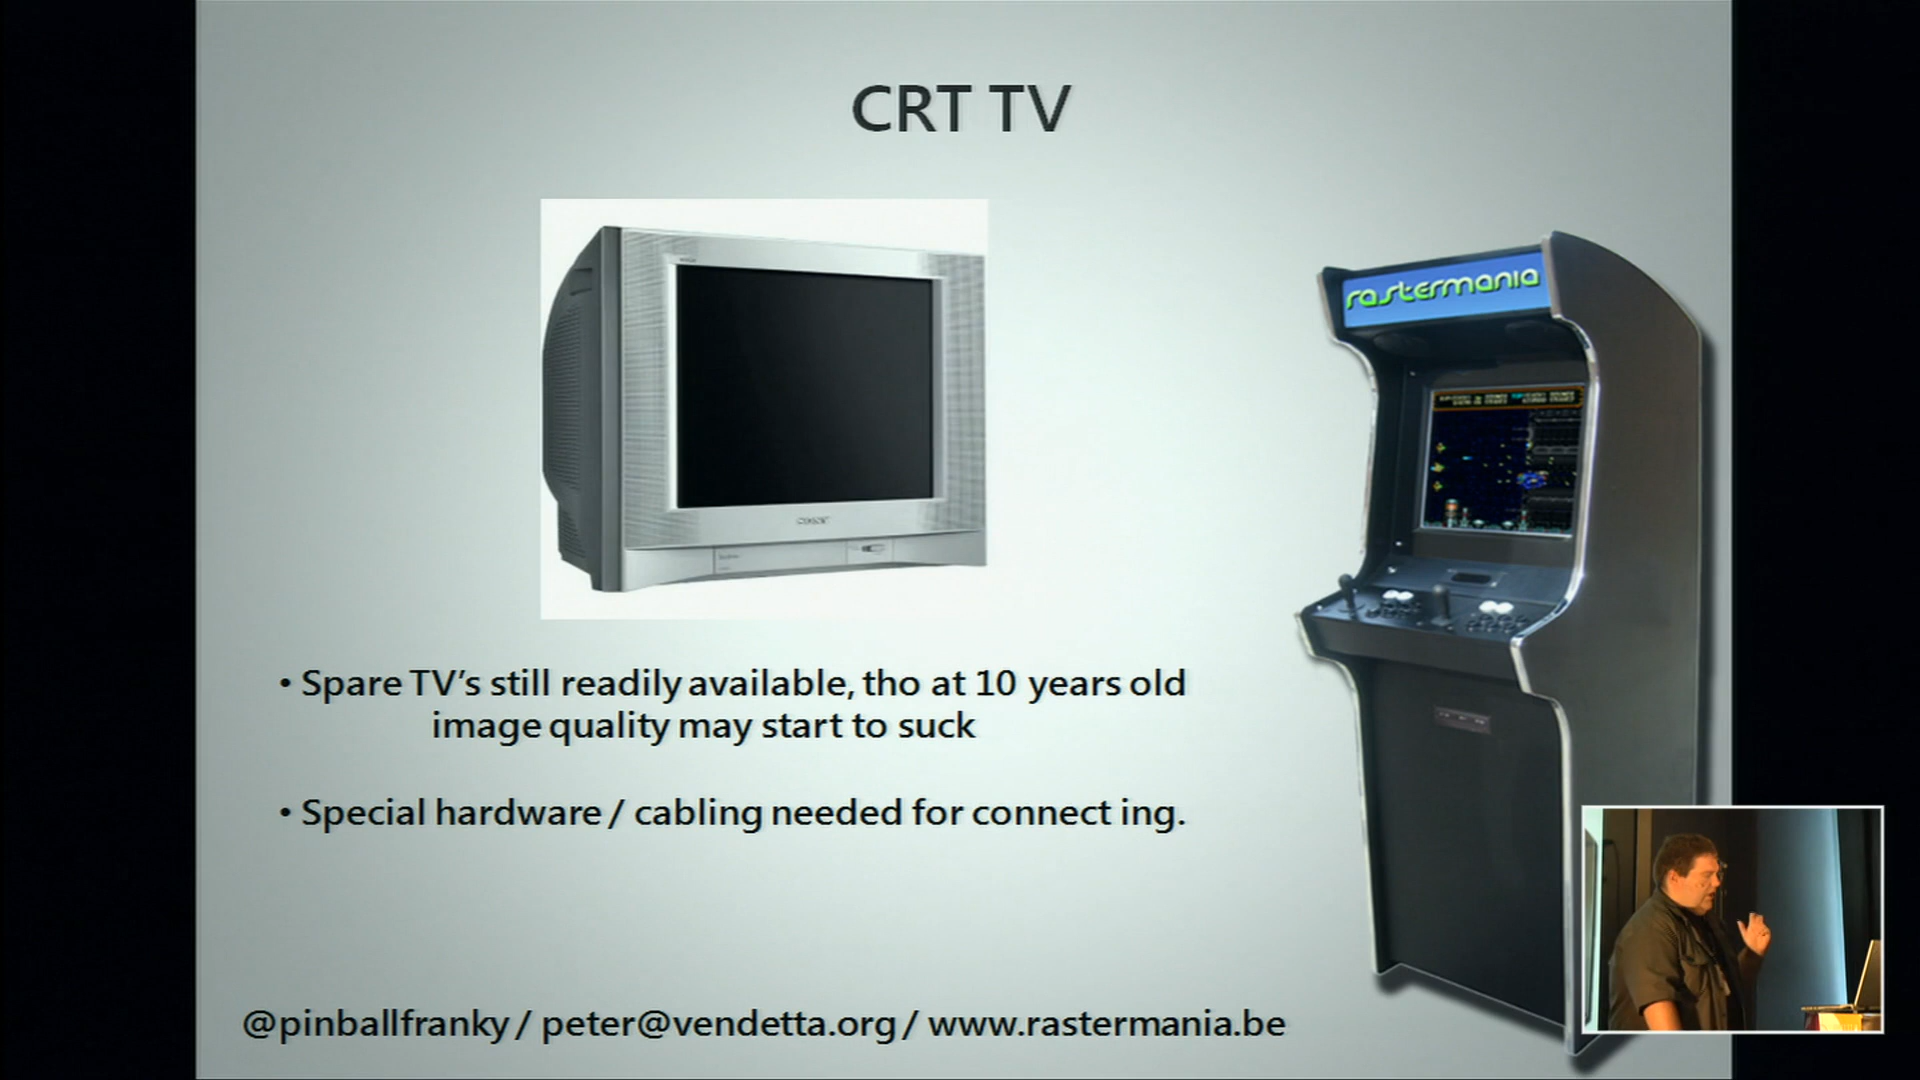 CRT TV
rastermania
SONY
• Spare TV's still readily available, tho at 10 years old
image quality may start to suck
• Special hardware / cabling needed for connect ing.
@pinballfranky / peter@vendetta.org / www.rastermania.be